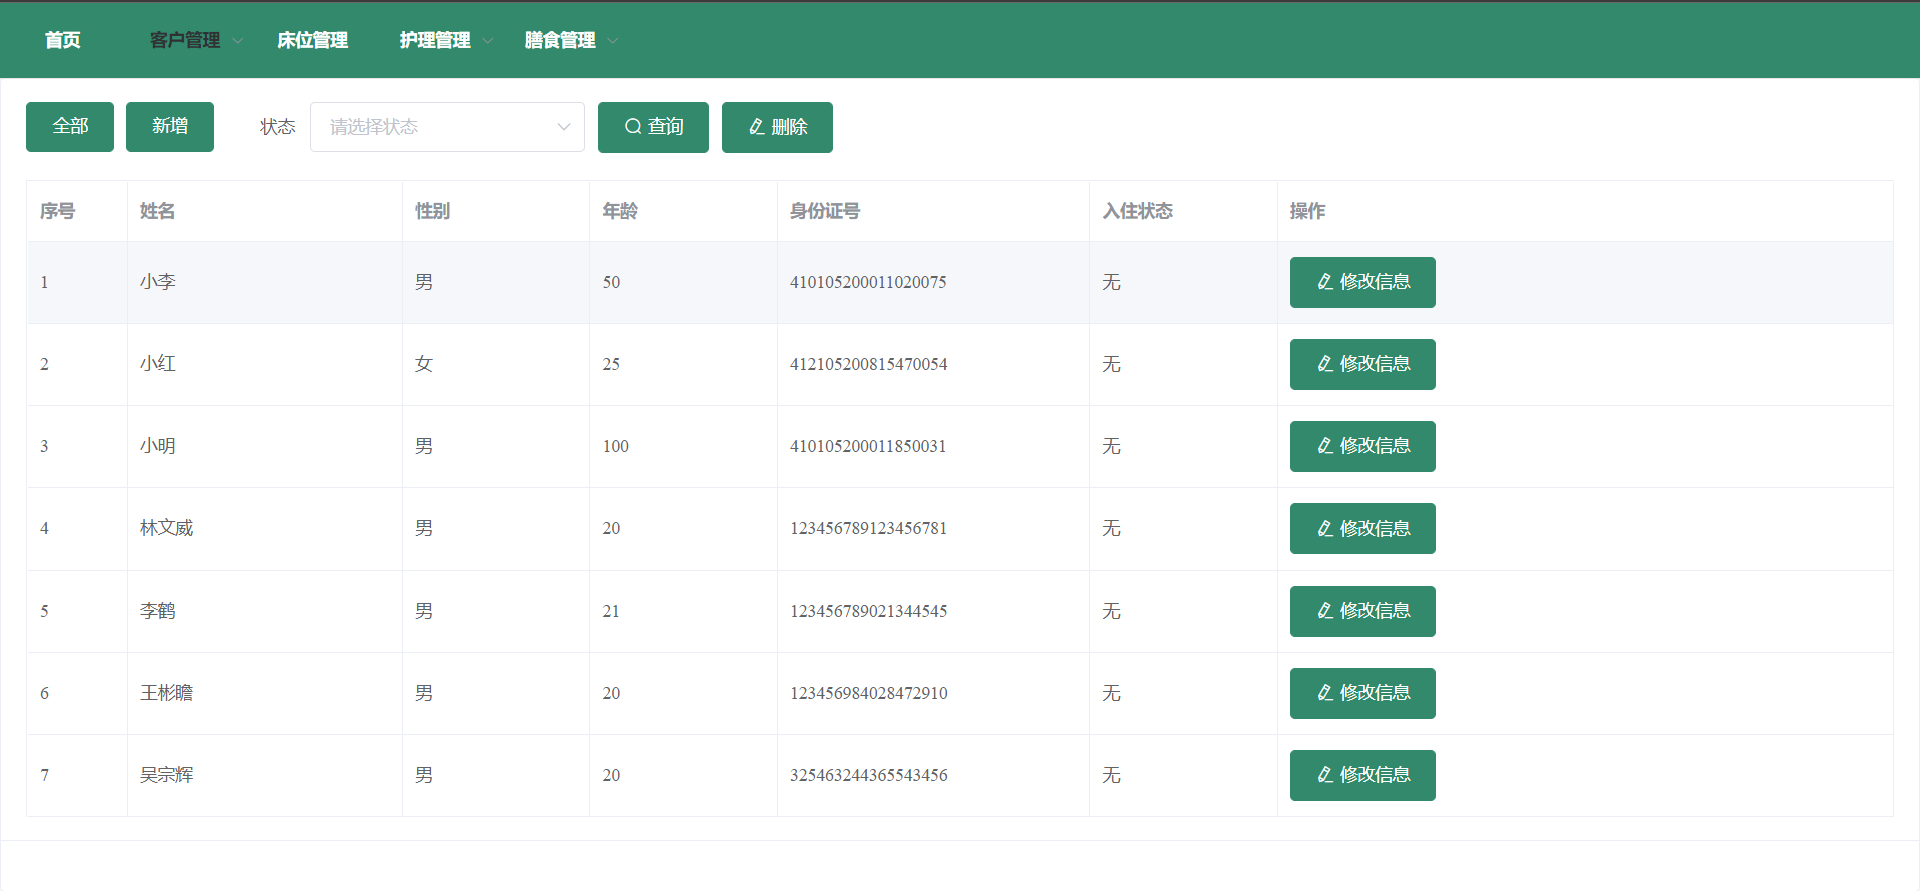 首页 客户管理 床位管理 护理管理 膳食管理
全部 新增 状态 请选择状态 查询 删除
序号 姓名 性别 年龄 身份证号 入住状态 操作
1 小李 男 50 410105200011020075 无 修改信息
2 小红 女 25 412105200815470054 无 修改信息
3 小明 男 100 410105200011850031 无 修改信息
4 林文威 男 20 123456789123456781 无 修改信息
5 李鹤 男 21 123456789021344545 无 修改信息
6 王彬瞻 男 20 123456984028472910 无 修改信息
7 吴宗辉 男 20 325463244365543456 无 修改信息